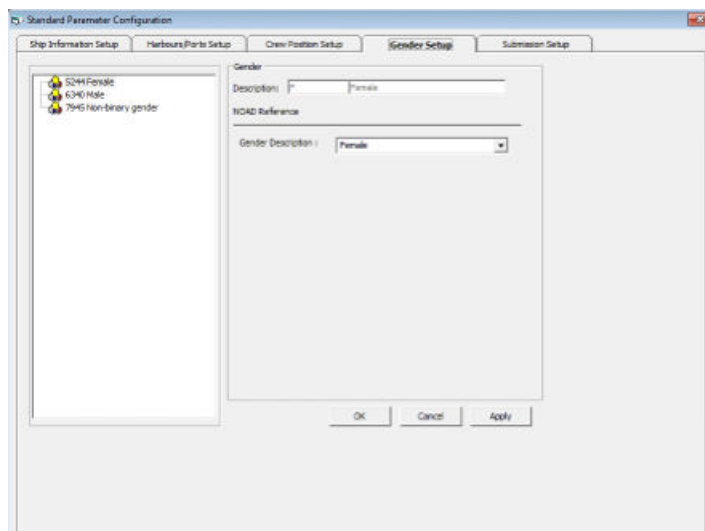 Standard Parameter Configuration
Ship Information Setup
Harbours/Ports Setup
Crew Position Setup
Gender Setup
Submission Setup
5244 Female
6340 Male
7945 Non-binary gender
Gender
Description:
Female
NOAD Reference
Gender Description :
Female
OK
Cancel
Apply